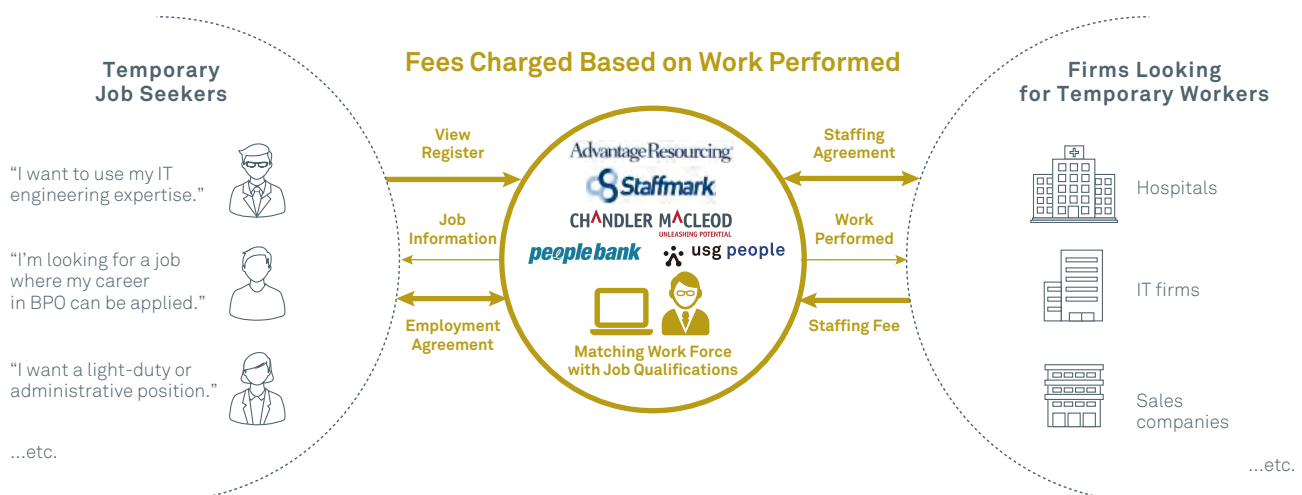 Fees Charged Based on Work Performed
Temporary
Job Seekers
“I want to use my IT
engineering expertise.”
“I’m looking for a job
where my career
in BPO can be applied.”
“I want a light-duty or
administrative position.”
...etc.
View
Register
Job
Information
Employment
Agreement
Advantage Resourcing
Staffmark
CHANDLER MACLEOD
UNLEASHING POTENTIAL
peoplebank
usg people
Matching Work Force
with Job Qualifications
Staffing
Agreement
Work
Performed
Staffing Fee
Firms Looking
for Temporary Workers
Hospitals
IT firms
Sales
companies
...etc.